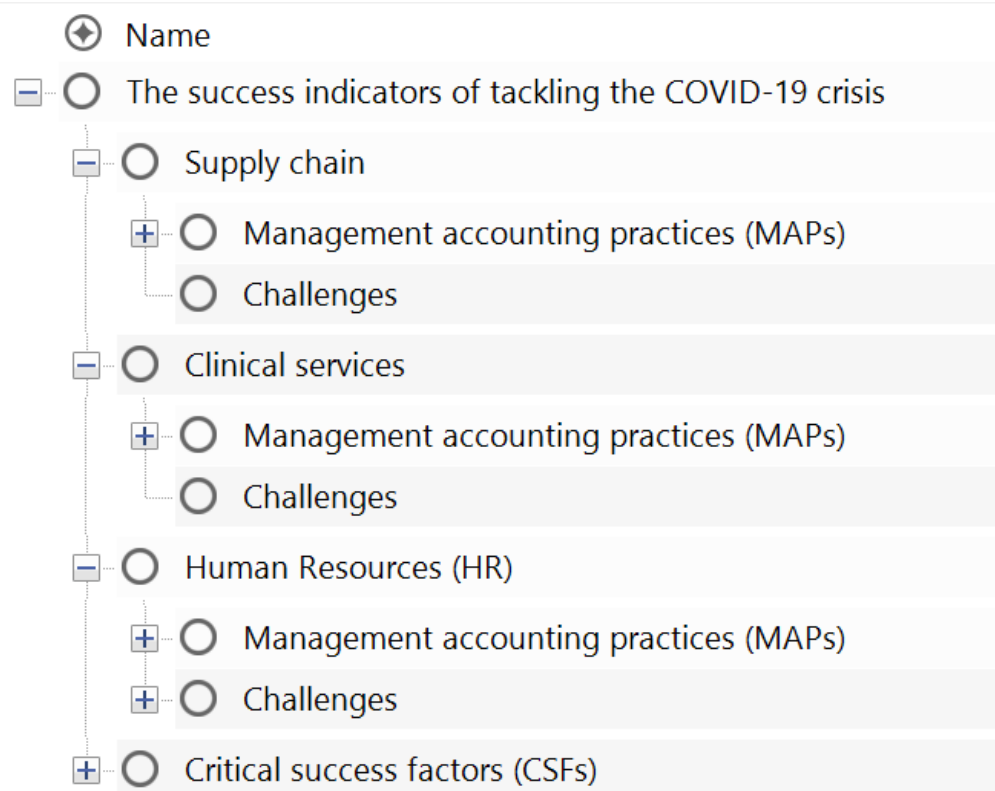 Name
The success indicators of tackling the COVID-19 crisis
Supply chain
Management accounting practices (MAPs)
Challenges
Clinical services
Management accounting practices (MAPs)
Challenges
Human Resources (HR)
Management accounting practices (MAPs)
Challenges
Critical success factors (CSFs)